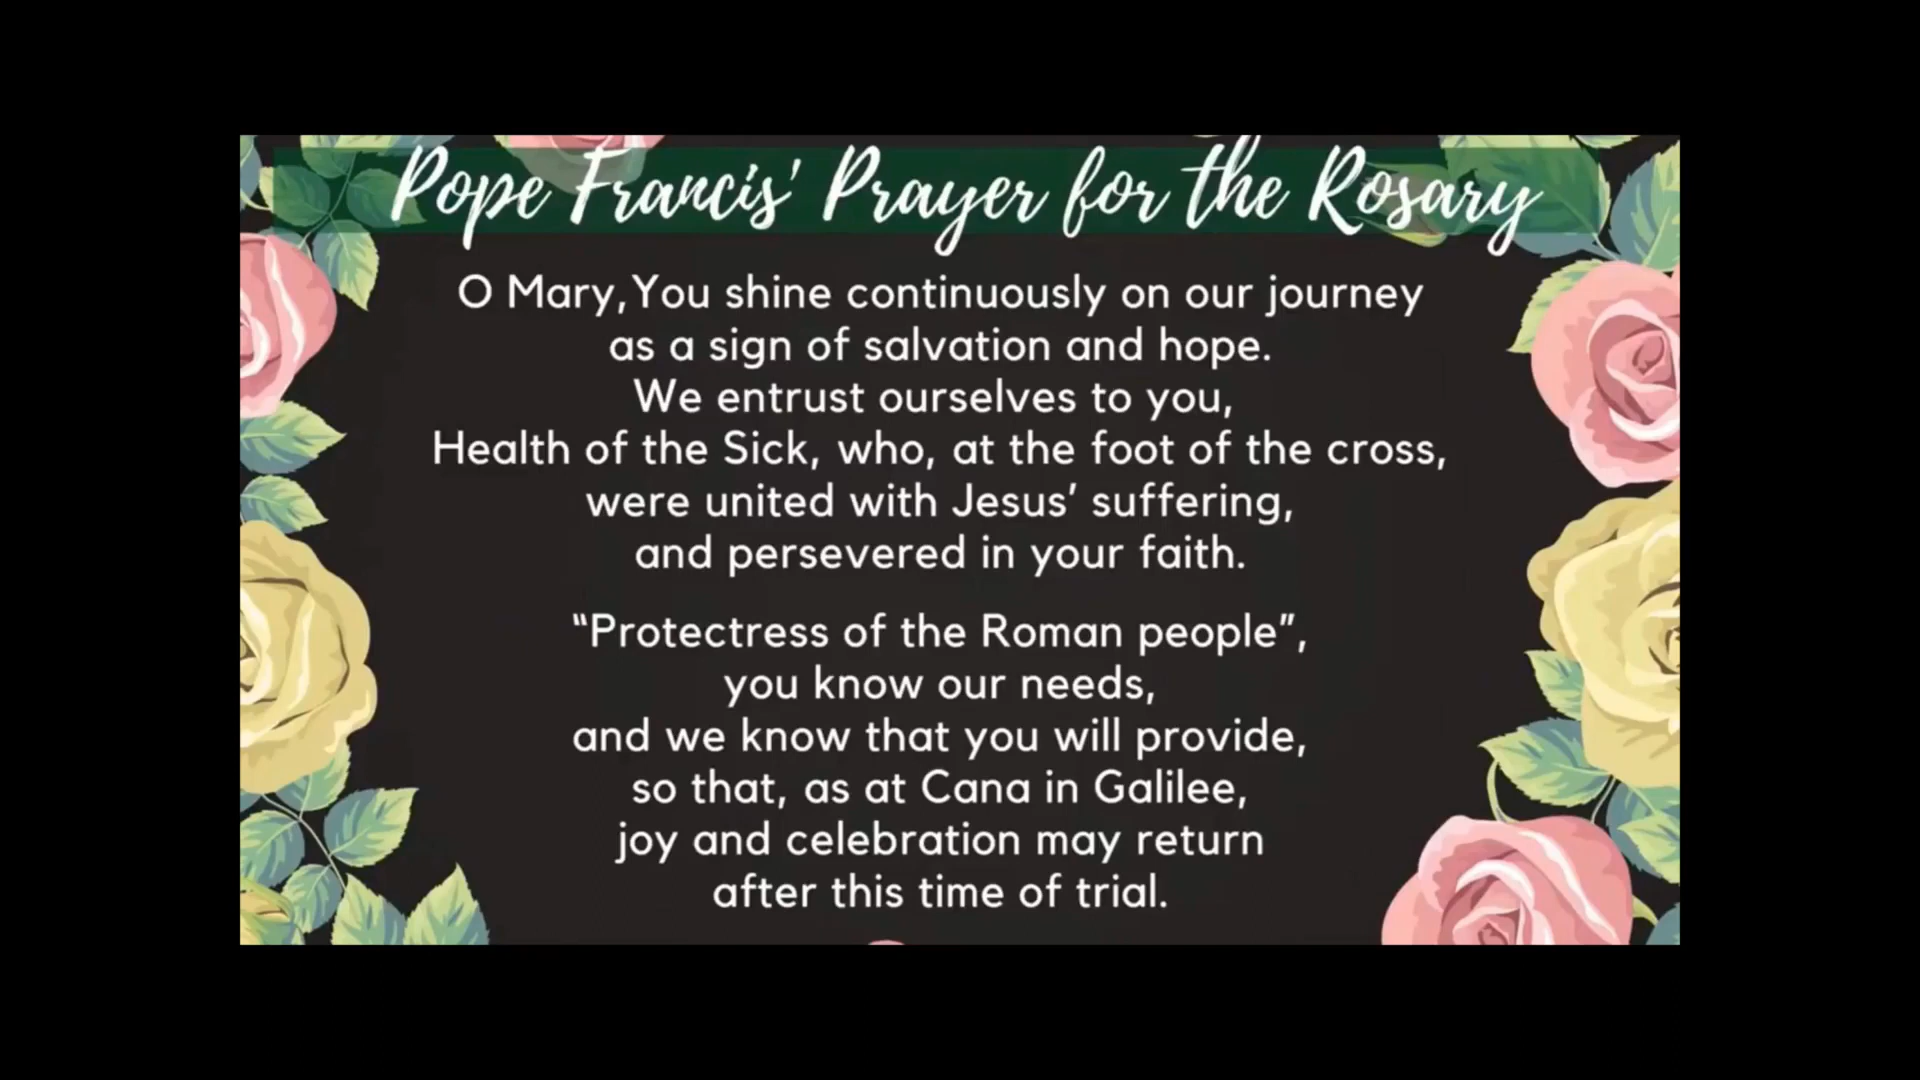 Pope Francis' Prayer for the Rosary
O Mary,You shine continuously on our journey
as a sign of salvation and hope.
We entrust ourselves to you,
Health of the Sick, who, at the foot of the cross,
were united with Jesus’ suffering,
and persevered in your faith.
“Protectress of the Roman people”,
you know our needs,
and we know that you will provide,
so that, as at Cana in Galilee,
joy and celebration may return
after this time of trial.